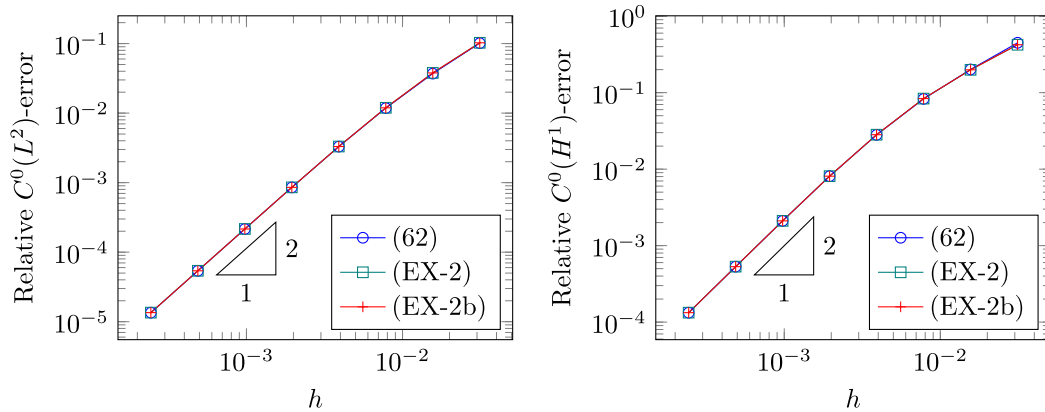 Relative $C^0(L^2)$-error
$10^{-1}$
$10^{-2}$
$10^{-3}$
$10^{-4}$
$10^{-5}$
$10^{-3}$
$10^{-2}$
$h$
1
2
(62)
(EX-2)
(EX-2b)
Relative $C^0(H^1)$-error
$10^0$
$10^{-1}$
$10^{-2}$
$10^{-3}$
$10^{-4}$
$10^{-3}$
$10^{-2}$
$h$
1
2
(62)
(EX-2)
(EX-2b)